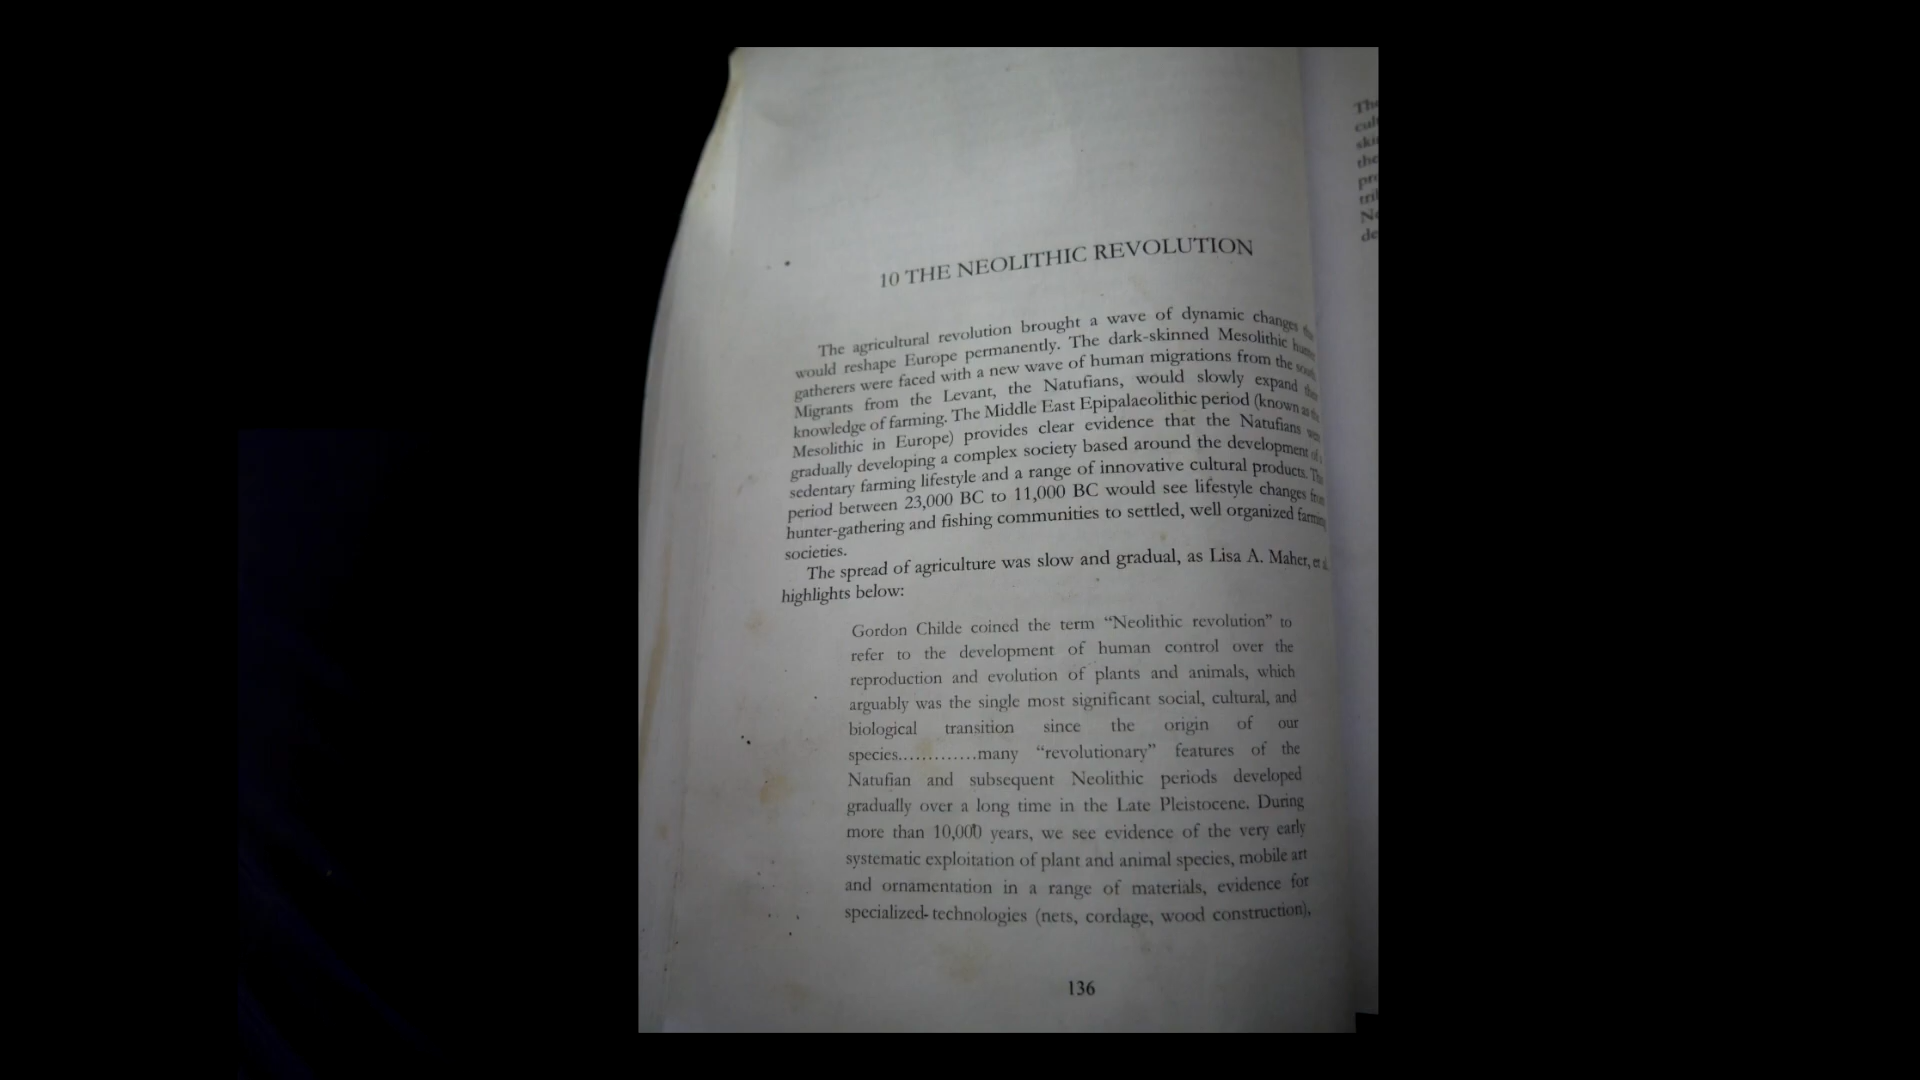 10 THE NEOLITHIC REVOLUTION
The agricultural revolution brought a wave of dynamic changes
would reshape Europe permanently. The dark-skinned Mesolithic
gatherers were faced with a new wave of human migrations from the
Migrants from the Levant, the Natufians, would slowly expand
knowledge of farming. The Middle East Epipalaeolithic period (known as
Mesolithic in Europe) provides clear evidence that the Natufians
gradually developing a complex society based around the development of
sedentary farming lifestyle and a range of innovative cultural products.
period between 23,000 BC to 11,000 BC would see lifestyle changes
hunter-gathering and fishing communities to settled, well organized farming
societies.
The spread of agriculture was slow and gradual, as Lisa A. Maher, et
highlights below:
Gordon Childe coined the term “Neolithic revolution” to
refer to the development of human control over the
reproduction and evolution of plants and animals, which
arguably was the single most significant social, cultural, and
biological transition since the origin of our
species.............many “revolutionary” features of the
Natufian and subsequent Neolithic periods developed
gradually over a long time in the Late Pleistocene. During
more than 10,000 years, we see evidence of the very early
systematic exploitation of plant and animal species, mobile art
and ornamentation in a range of materials, evidence for
specialized technologies (nets, cordage, wood construction),
136